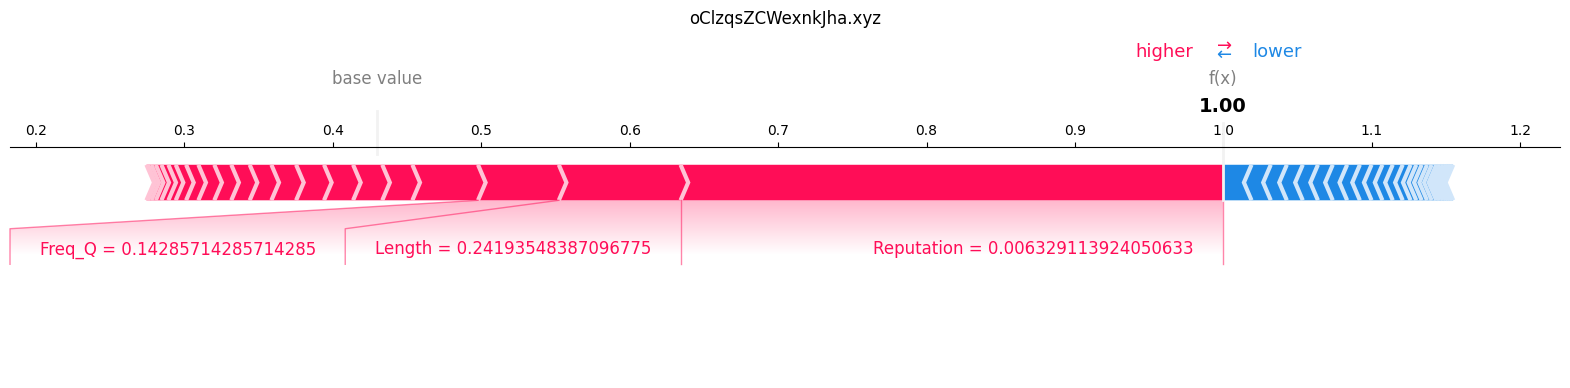 oClzqsZCWexnkJha.xyz
higher ⇄ lower
base value f(x)
1.00
0.2 0.3 0.4 0.5 0.6 0.7 0.8 0.9 1.0 1.1 1.2
Freq_Q = 0.14285714285714285 Length = 0.24193548387096775 Reputation = 0.006329113924050633